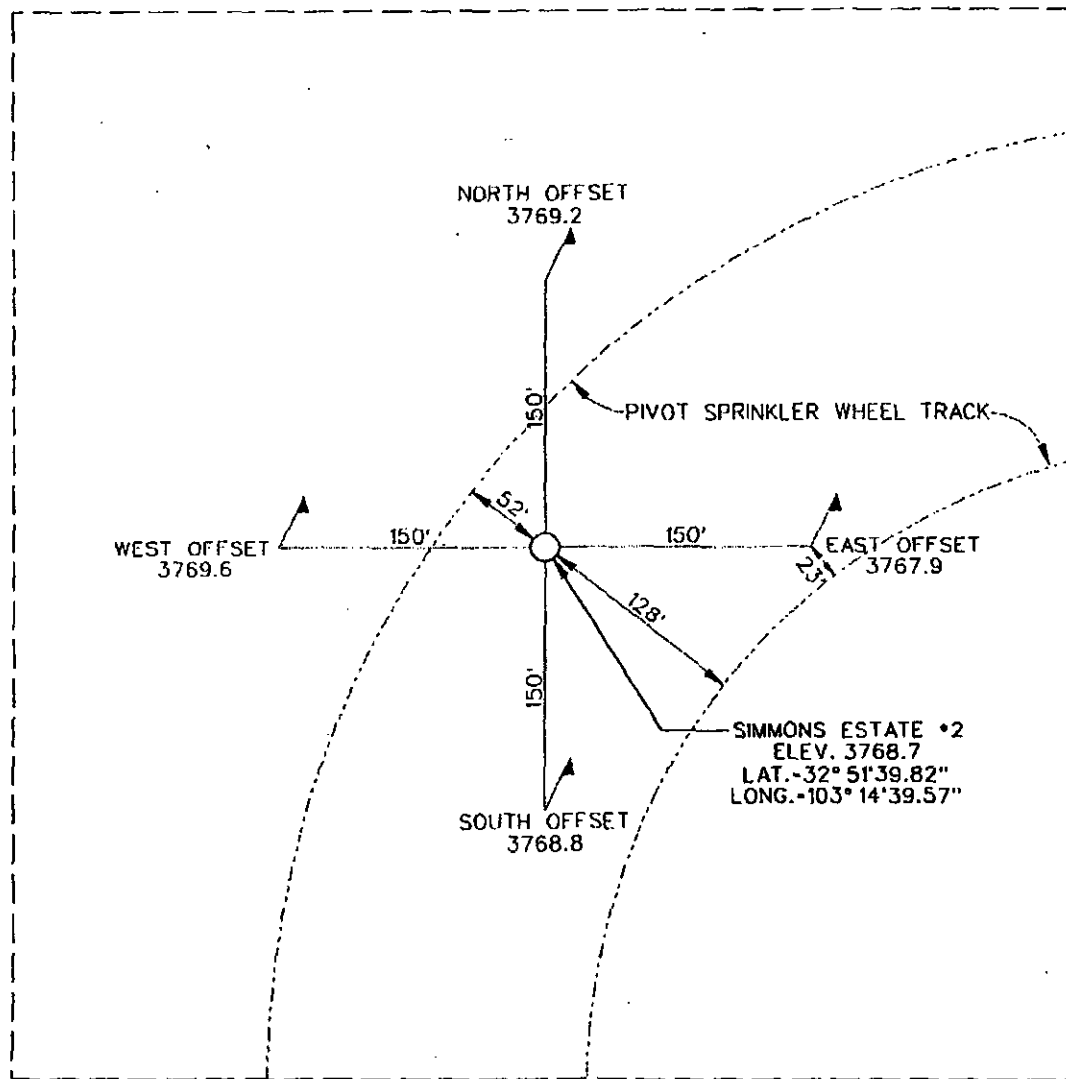 NORTH OFFSET
3769.2
150'
PIVOT SPRINKLER WHEEL TRACK
52'
WEST OFFSET
3769.6
150'
150'
EAST OFFSET
3767.9
23'
128'
150'
SIMMONS ESTATE #2
ELEV. 3768.7
LAT.-32° 51'39.82"
LONG.-103° 14'39.57"
SOUTH OFFSET
3768.8